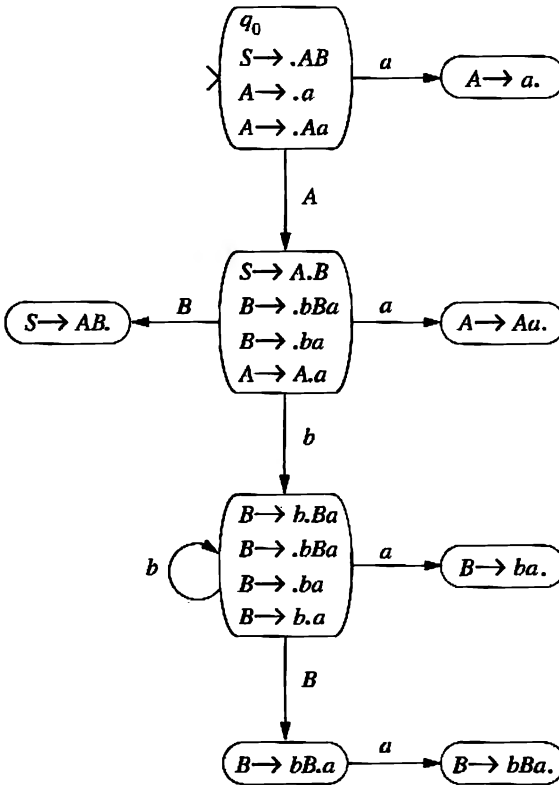 q₀
S → .AB
A → .a
A → .Aa
a
A → a.
A
S → A.B
B → .bBa
B → .ba
A → A.a
B
S → AB.
a
A → Aa.
b
B → b.Ba
B → .bBa
B → .ba
B → b.a
b
a
B → ba.
B
B → bB.a
a
B → bBa.